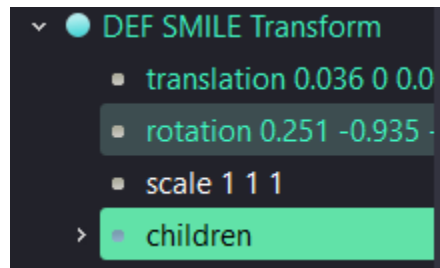 DEF SMILE Transform
translation 0.036 0 0.0
rotation 0.251 -0.935 -
scale 1 1 1
children